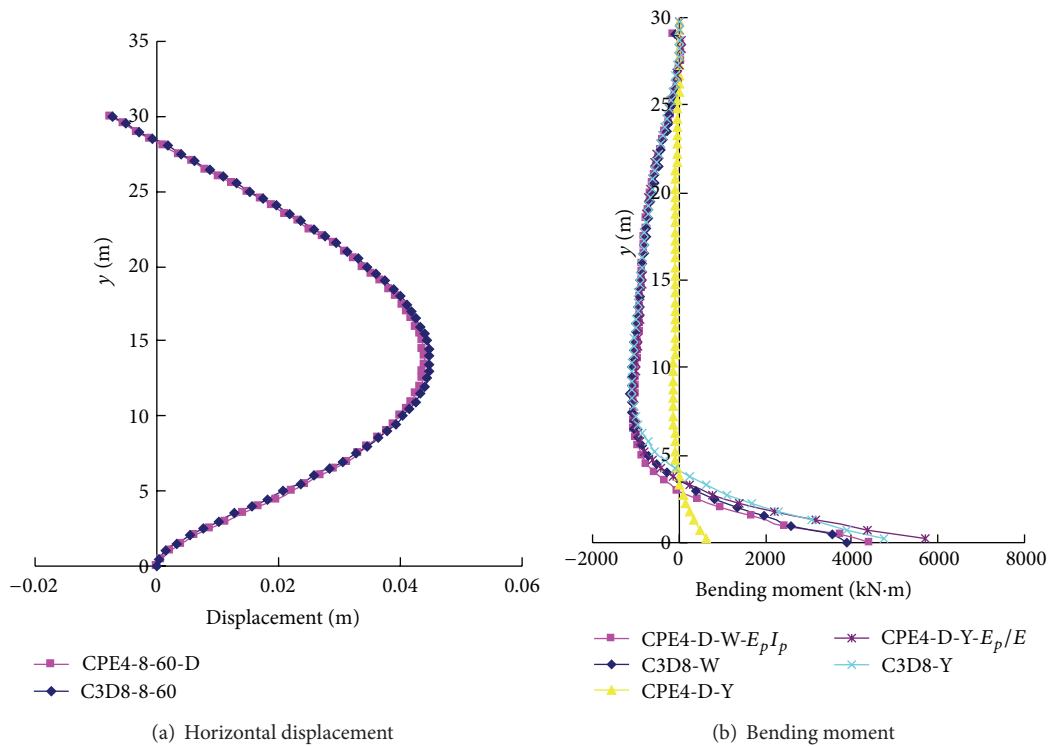 35
30
25
20
15
10
5
0
y (m)
−0.02 0 0.02 0.04 0.06
Displacement (m)
CPE4-8-60-D
C3D8-8-60
(a) Horizontal displacement
30
25
20
15
10
5
0
y (m)
−2000 0 2000 4000 6000 8000
Bending moment (kN·m)
CPE4-D-W-E_pI_p
C3D8-W
CPE4-D-Y
CPE4-D-Y-E_p/E
C3D8-Y
(b) Bending moment